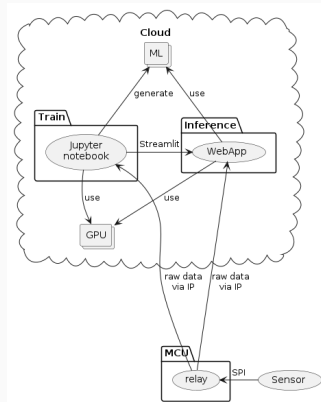 Cloud
ML
generate
use
Train
Inference
Jupyter
notebook
Streamlit
WebApp
use
use
GPU
raw data
via IP
raw data
via IP
MCU
relay
SPI
Sensor